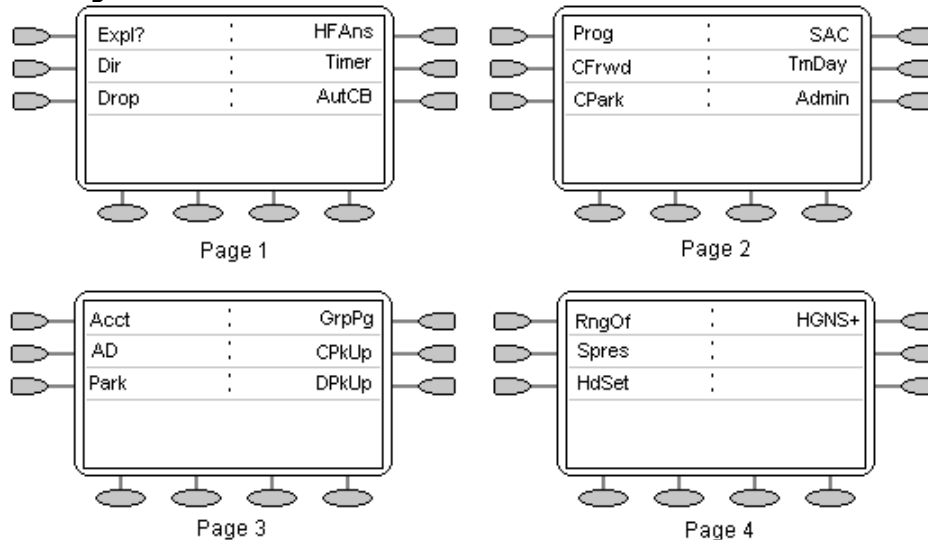 Expl? : HFAns
Dir : Timer
Drop : AutCB
Page 1
Prog : SAC
CFrwd : TmDay
CPark : Admin
Page 2
Acct : GrpPg
AD : CPkUp
Park : DPkUp
Page 3
RngOf : HGNS+
Spres :
HdSet :
Page 4